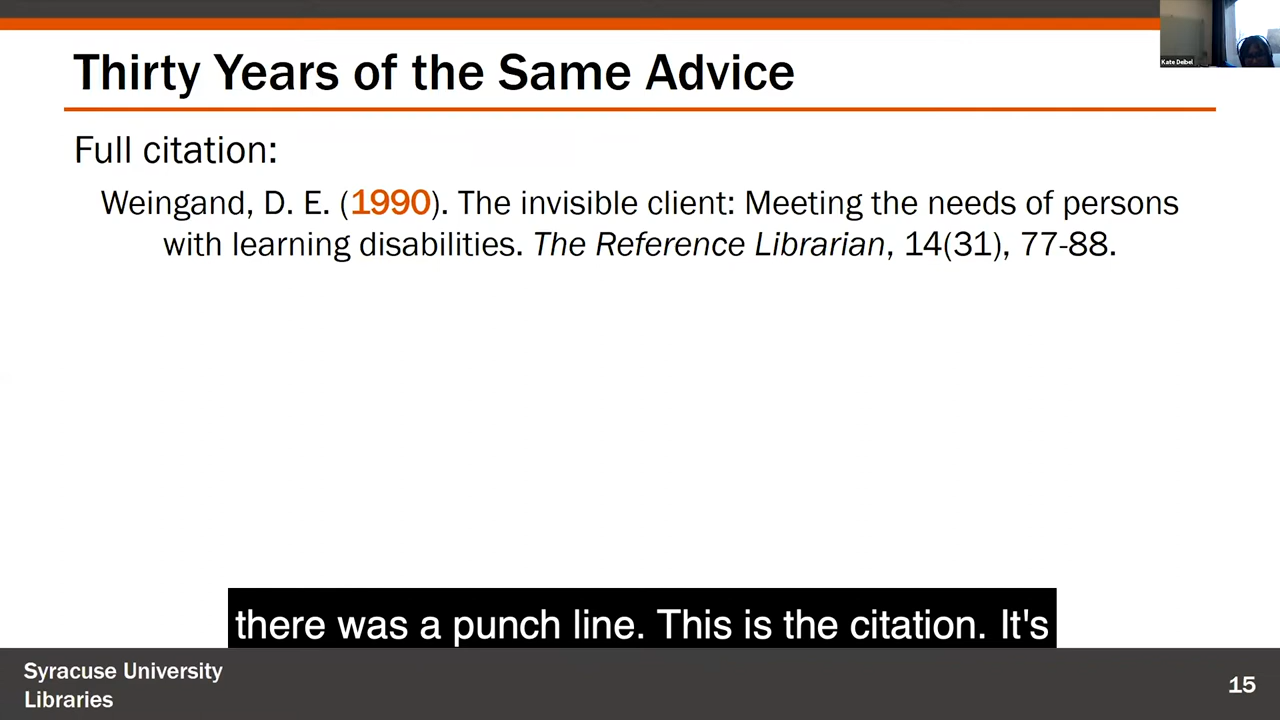 Thirty Years of the Same Advice
Kate Deibel
Full citation:
Weingand, D. E. (1990). The invisible client: Meeting the needs of persons
with learning disabilities. The Reference Librarian, 14(31), 77-88.
there was a punch line. This is the citation. It's
Syracuse University
Libraries
15